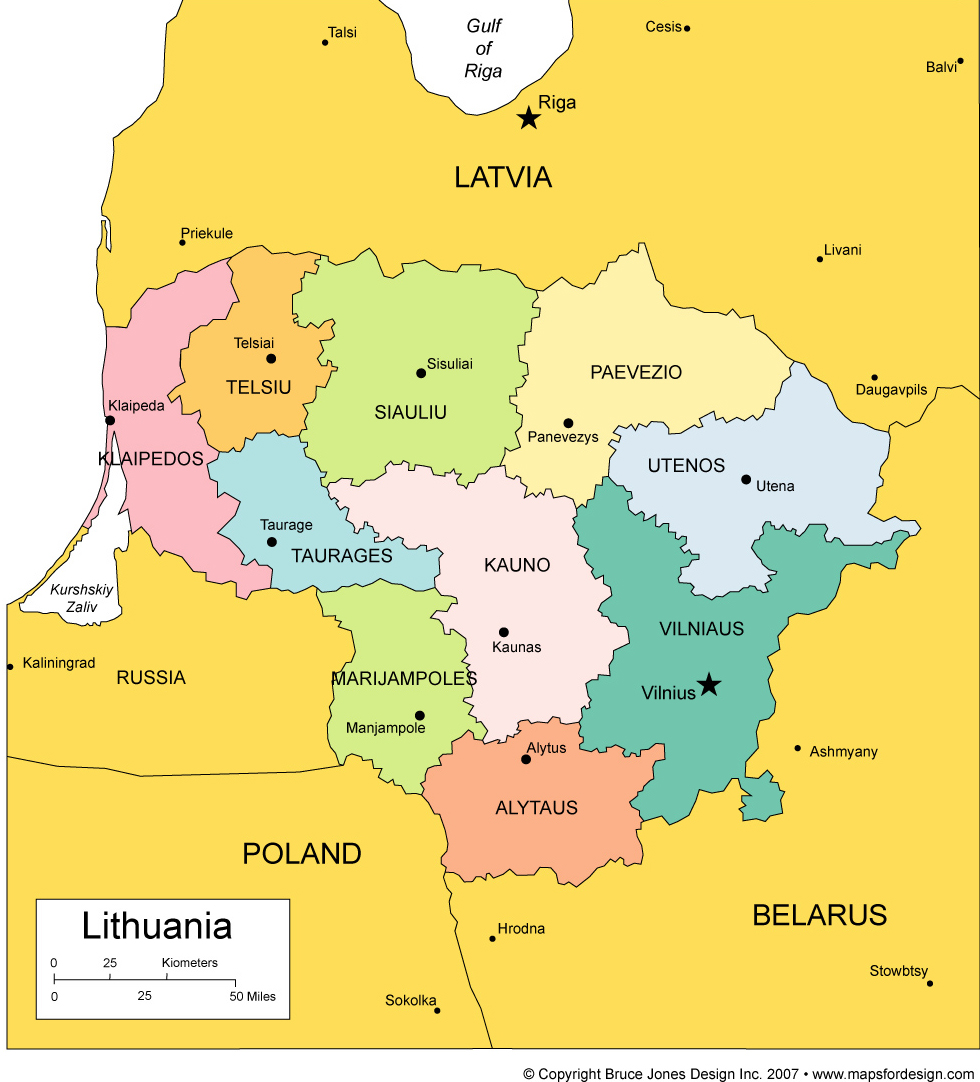 Gulf
of
Riga
Talsi
Cesis
Balvi
Riga
LATVIA
Priekule
Livani
Telsiai
TELSIU
Sisuliai
SIAULIU
PAEVEZIO
Panevezys
Daugavpils
Klaipeda
KLAIPEDOS
UTENOS
Utena
Taurage
TAURAGES
KAUNO
Kaunas
Kurshskiy
Zaliv
VILNIAUS
Vilnius
Kaliningrad
RUSSIA
MARIJAMPOLES
Manjampole
Alytus
ALYTAUS
Ashmyany
POLAND
BELARUS
Hrodna
Stowbtsy
Sokolka
Lithuania
0 25 Kiometers
0 25 50 Miles
© Copyright Bruce Jones Design Inc. 2007 • www.mapsfordesign.com